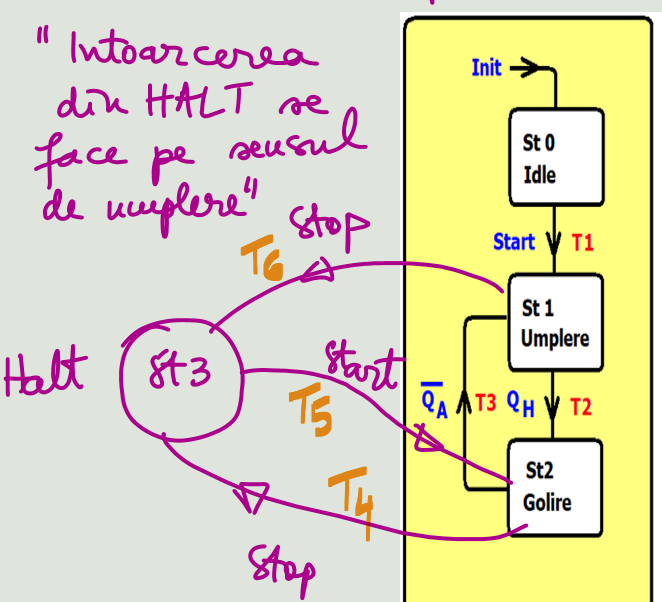 " Intoarcerea
din HALT se
face pe sensul
de umplere"
Init
St 0
Idle
Start T1
Stop
T6
St 1
Umplere
Halt
St3
Start
T5
Q̅A T3 QH T2
St2
Golire
T4
Stop